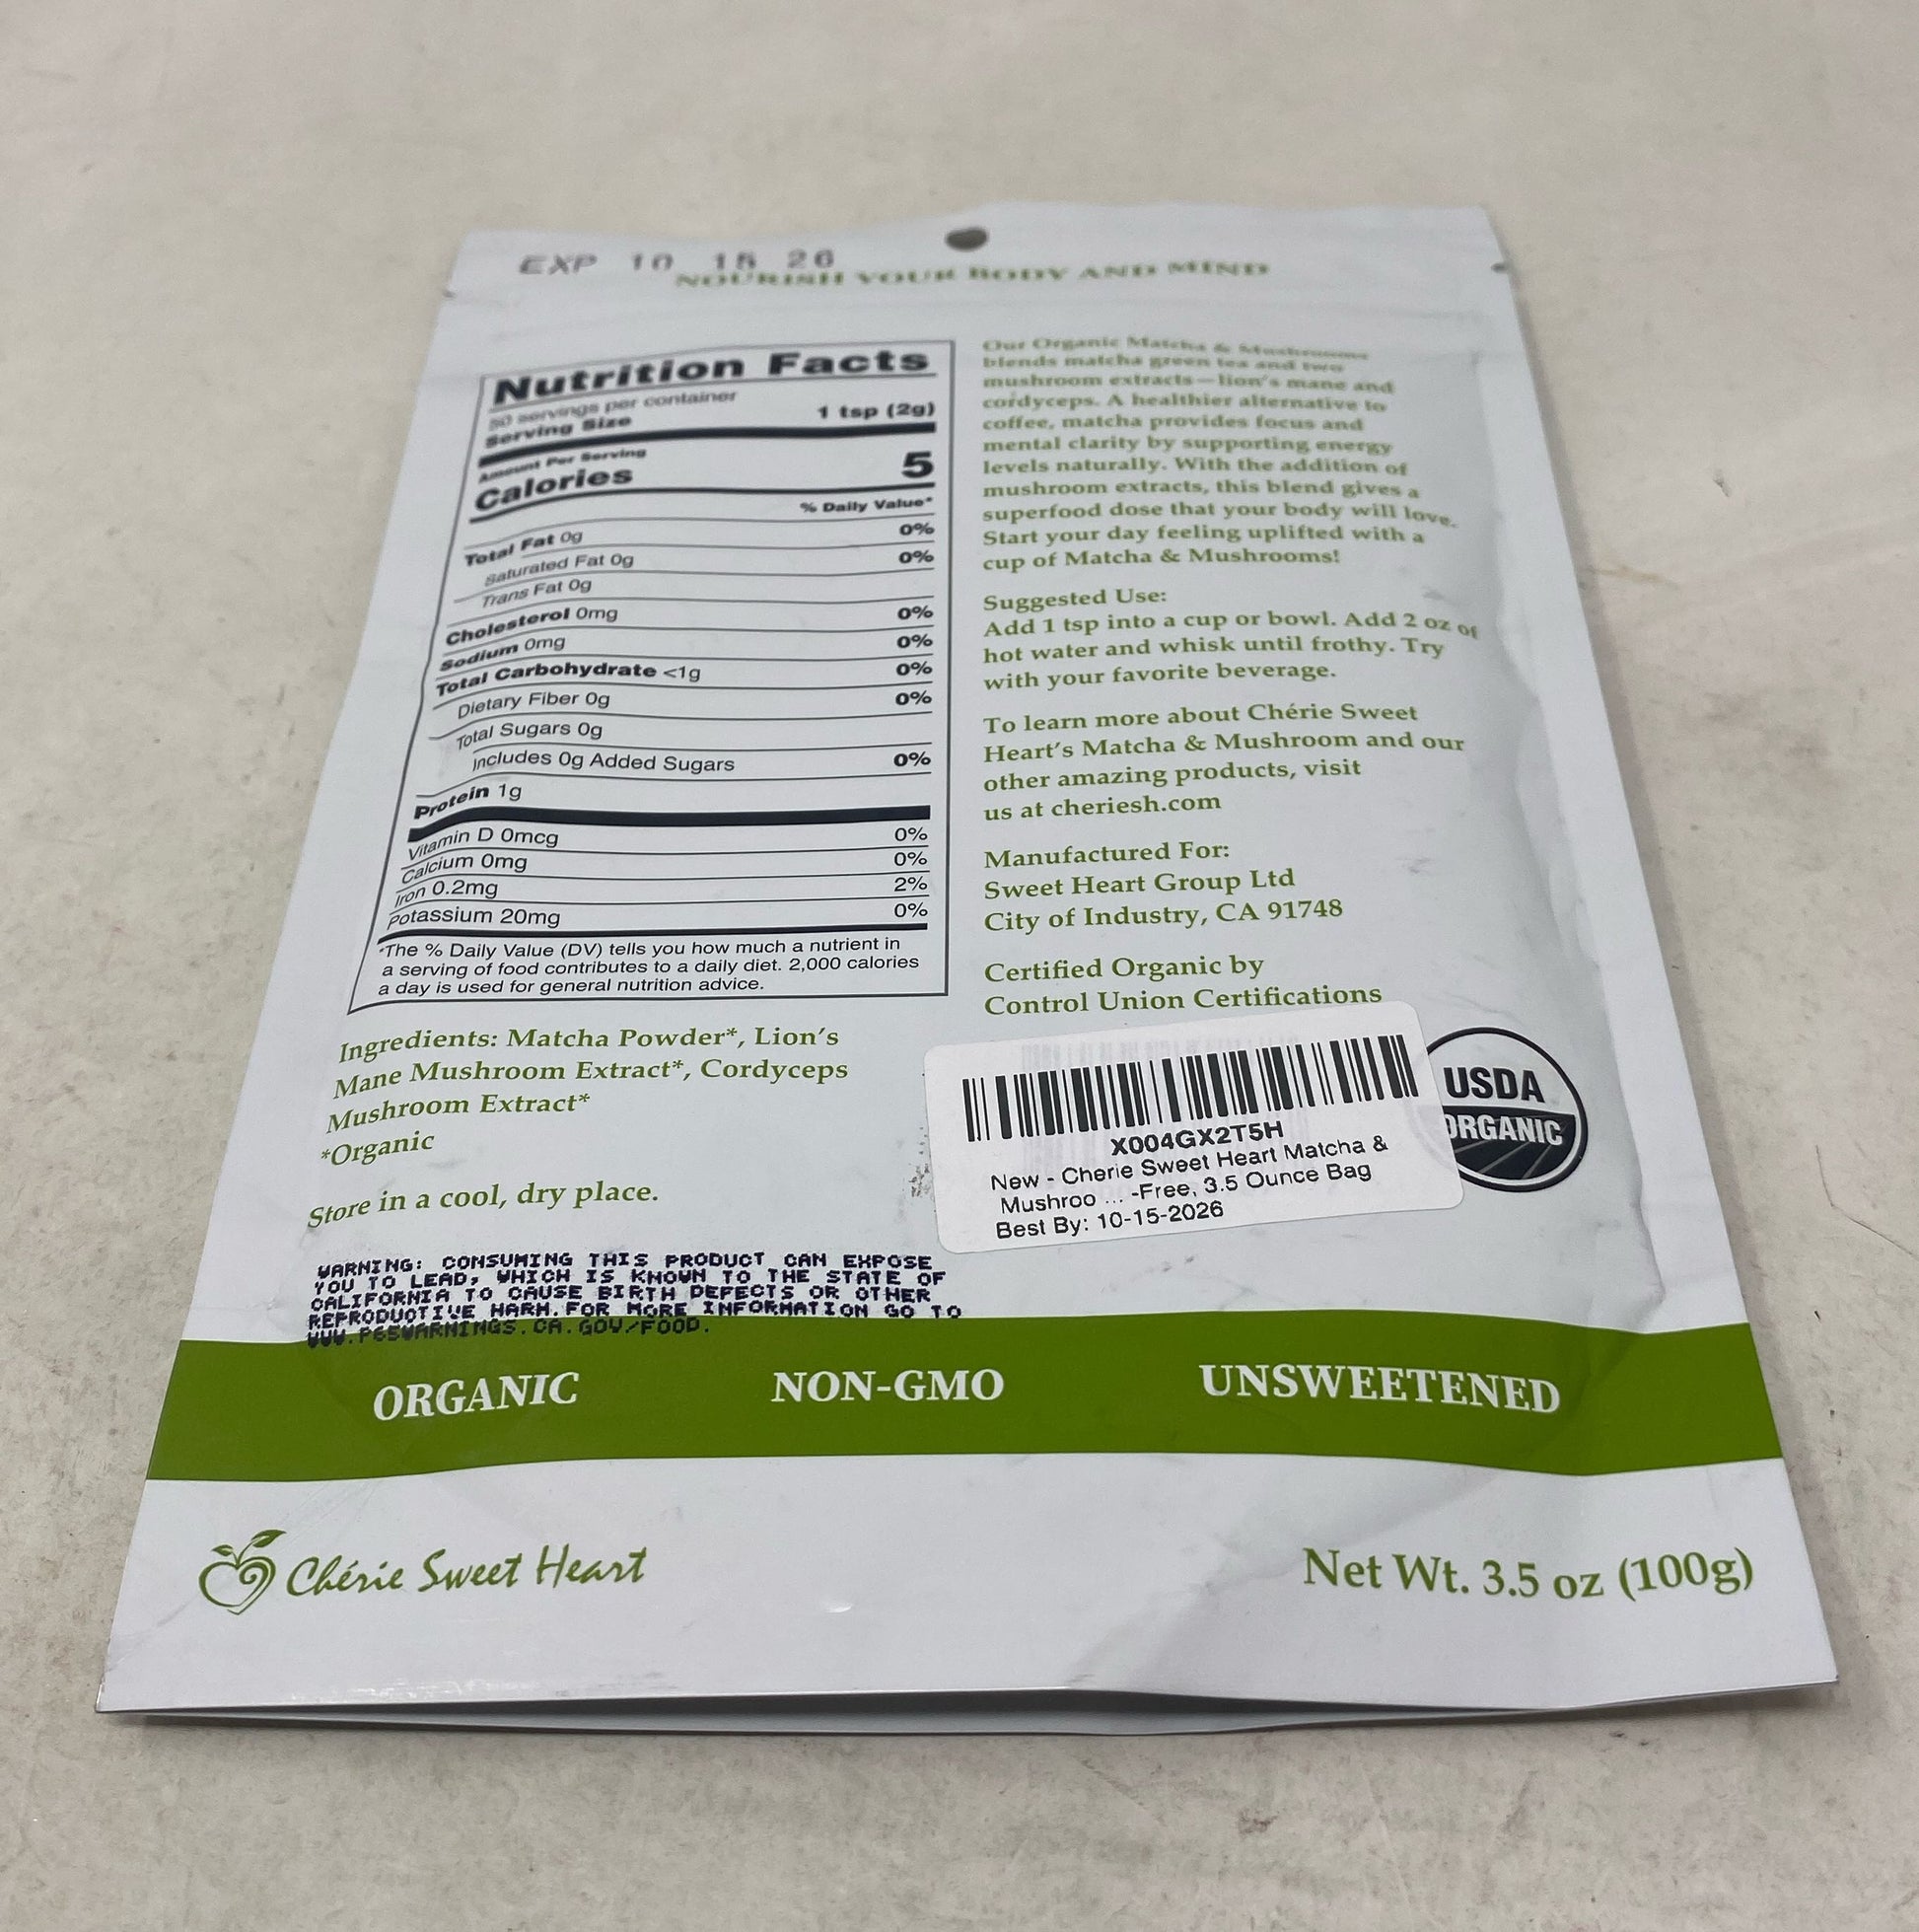 EXP 10 15 26
NOURISH YOUR BODY AND MIND
Nutrition Facts
50 servings per container
Serving Size 1 tsp (2g)
Amount Per Serving
Calories 5
% Daily Value*
Total Fat 0g 0%
Saturated Fat 0g 0%
Trans Fat 0g
Cholesterol 0mg 0%
Sodium 0mg 0%
Total Carbohydrate <1g 0%
Dietary Fiber 0g 0%
Total Sugars 0g
Includes 0g Added Sugars 0%
Protein 1g
Vitamin D 0mcg 0%
Calcium 0mg 0%
Iron 0.2mg 2%
Potassium 20mg 0%
*The % Daily Value (DV) tells you how much a nutrient in
a serving of food contributes to a daily diet. 2,000 calories
a day is used for general nutrition advice.
Ingredients: Matcha Powder*, Lion's
Mane Mushroom Extract*, Cordyceps
Mushroom Extract*
*Organic
Store in a cool, dry place.
WARNING: CONSUMING THIS PRODUCT CAN EXPOSE
YOU TO LEAD, WHICH IS KNOWN TO THE STATE OF
CALIFORNIA TO CAUSE BIRTH DEFECTS OR OTHER
REPRODUCTIVE HARM.FOR MORE INFORMATION GO TO
WWW.P65WARNINGS.CA.GOV/FOOD.
Our Organic Matcha & Mushrooms
blends matcha green tea and two
mushroom extracts—lion's mane and
cordyceps. A healthier alternative to
coffee, matcha provides focus and
mental clarity by supporting energy
levels naturally. With the addition of
mushroom extracts, this blend gives a
superfood dose that your body will love.
Start your day feeling uplifted with a
cup of Matcha & Mushrooms!
Suggested Use:
Add 1 tsp into a cup or bowl. Add 2 oz of
hot water and whisk until frothy. Try
with your favorite beverage.
To learn more about Chérie Sweet
Heart's Matcha & Mushroom and our
other amazing products, visit
us at cheriesh.com
Manufactured For:
Sweet Heart Group Ltd
City of Industry, CA 91748
Certified Organic by
Control Union Certifications
X004GX2T5H
New - Cherie Sweet Heart Matcha &
Mushroo ... -Free, 3.5 Ounce Bag
Best By: 10-15-2026
USDA
ORGANIC
ORGANIC NON-GMO UNSWEETENED
Chérie Sweet Heart
Net Wt. 3.5 oz (100g)